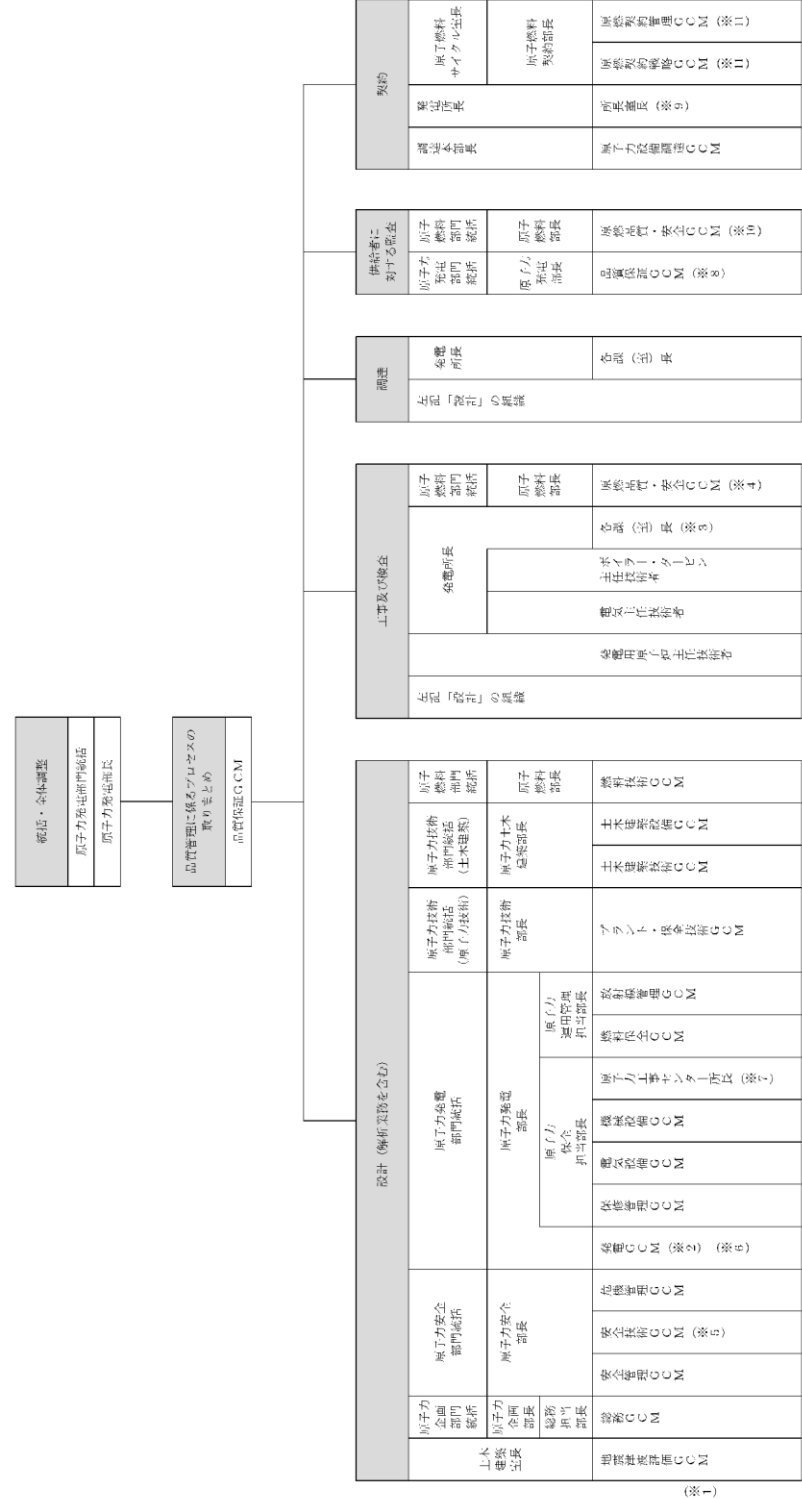 統括・全体調整
原子力発電部門統括
原子力発電部長
品質管理に係るプロセスの
取りまとめ
品質保証ＧＣＭ
設計（解析業務を含む）
土木
建築
室長
地震津波評価ＧＣＭ
（※１）
原子力
企画
部門
統括
原子力
企画
部長
総務
担当
部長
総務ＧＣＭ
原子力安全
部門統括
原子力安全
部長
安全管理ＧＣＭ
安全技術ＧＣＭ（※５）
危機管理ＧＣＭ
原子力発電
部門統括
原子力発電
部長
発電ＧＣＭ（※２）（※６）
原子力
保全
担当部長
保修管理ＧＣＭ
電気設備ＧＣＭ
機械設備ＧＣＭ
原子力工事センター所長（※７）
原子力
運用管理
担当部長
燃料保全ＧＣＭ
放射線管理ＧＣＭ
原子力技術
部門統括
（原子力技術）
原子力技術
部長
プラント・保全技術ＧＣＭ
原子力技術
部門統括
（土木建築）
原子力土木
建築部長
土木建築技術ＧＣＭ
土木建築設備ＧＣＭ
原子
燃料
部門
統括
原子
燃料
部長
燃料技術ＧＣＭ
工事及び検査
左記「設計」の組織
発電用原子炉主任技術者
発電所長
電気主任技術者
ボイラー・タービン
主任技術者
各課（室）長（※３）
原子
燃料
部門
統括
原子
燃料
部長
原燃品質・安全ＧＣＭ（※４）
調達
左記「設計」の組織
発電
所長
各課（室）長
供給者に
対する監査
原子力
発電
部門
統括
原子力
発電
部長
品質保証ＧＣＭ（※８）
原子
燃料
部門
統括
原子
燃料
部長
原燃品質・安全ＧＣＭ（※１０）
契約
調達本部長
原子力設備調達ＧＣＭ
発電
所長
所長室長（※９）
原子燃料
サイクル室長
原子燃料
契約部長
原燃契約戦略ＧＣＭ（※１１）
原燃契約管理ＧＣＭ（※１１）